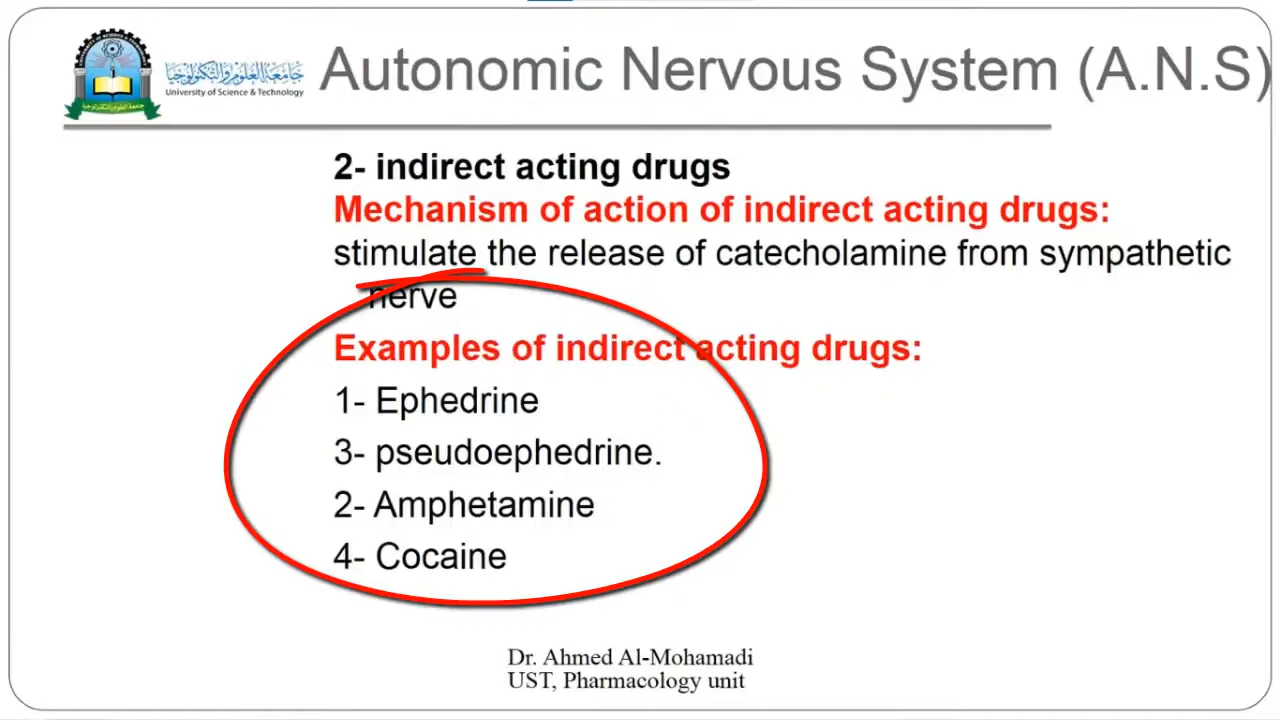 جامعة العلوم والتكنولوجيا
University of Science & Technology
Autonomic Nervous System (A.N.S)
2- indirect acting drugs
Mechanism of action of indirect acting drugs:
stimulate the release of catecholamine from sympathetic
nerve
Examples of indirect acting drugs:
1- Ephedrine
3- pseudoephedrine.
2- Amphetamine
4- Cocaine
Dr. Ahmed Al-Mohamadi
UST, Pharmacology unit